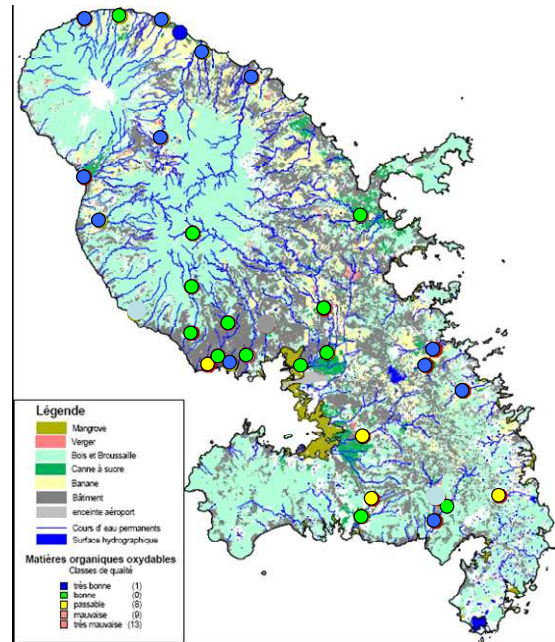 Légende
Mangrove
Verger
Bois et Broussaille
Canne à sucre
Banane
Bâtiment
enceinte aéroport
Cours d' eau permanents
Surface hydrographique
Matières organiques oxydables
Classes de qualité
très bonne (1)
bonne (0)
passable (8)
mauvaise (9)
très mauvaise (13)